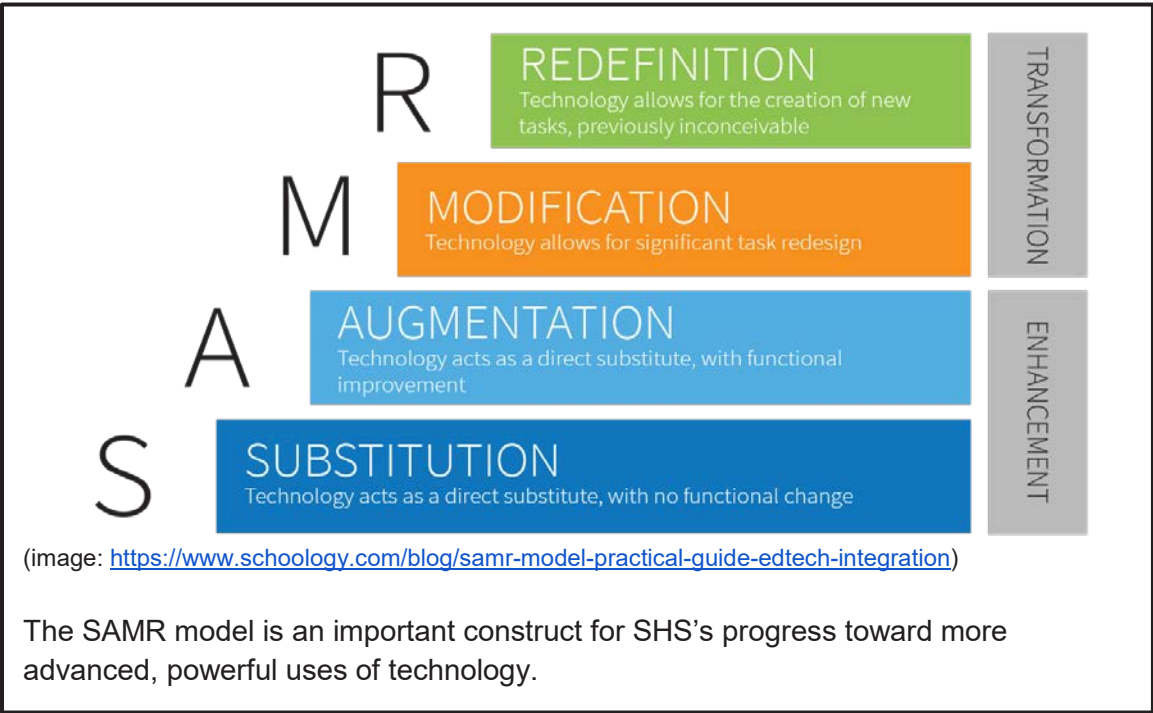 R
REDEFINITION
Technology allows for the creation of new
tasks, previously inconceivable
M
MODIFICATION
Technology allows for significant task redesign
TRANSFORMATION
A
AUGMENTATION
Technology acts as a direct substitute, with functional
improvement
S
SUBSTITUTION
Technology acts as a direct substitute, with no functional change
ENHANCEMENT
(image: https://www.schoology.com/blog/samr-model-practical-guide-edtech-integration)
The SAMR model is an important construct for SHS’s progress toward more
advanced, powerful uses of technology.